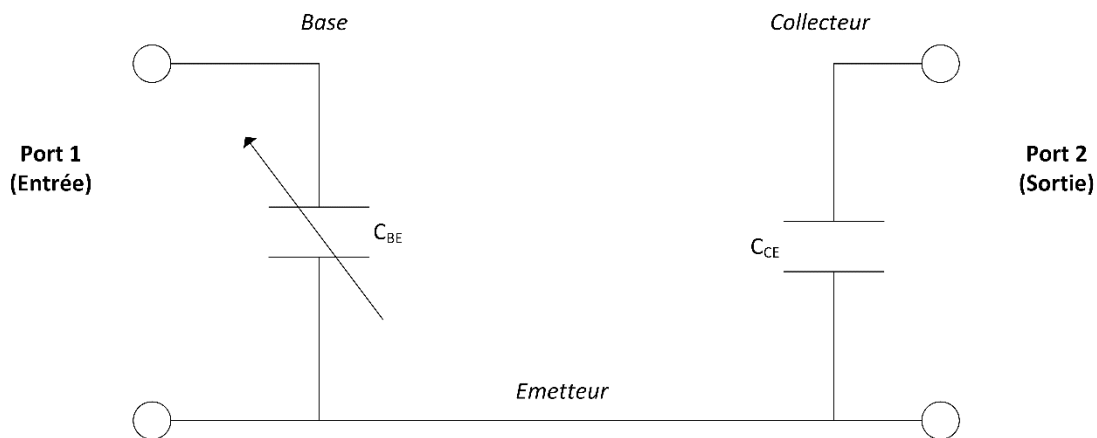 Base
Collecteur
Port 1
(Entrée)
Port 2
(Sortie)
C_BE
C_CE
Emetteur